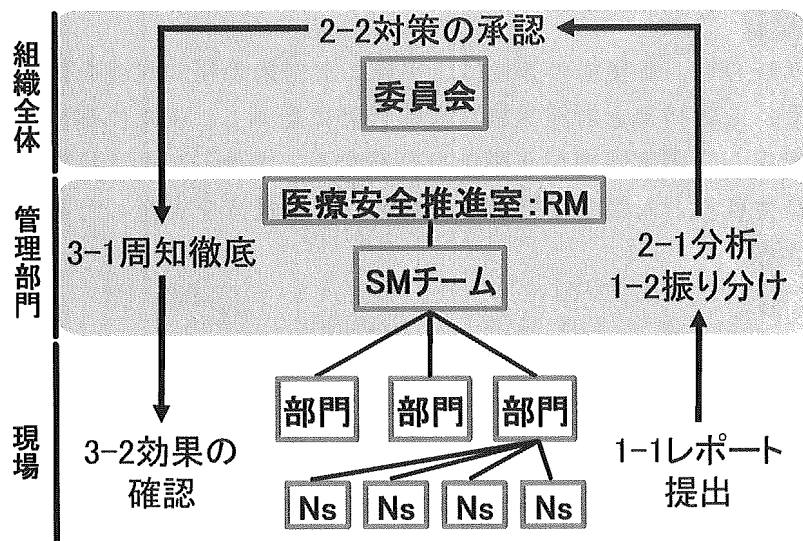 組織全体
2-2対策の承認
委員会
管理部門
医療安全推進室:RM
3-1周知徹底
SMチーム
2-1分析
1-2振り分け
現場
部門
部門
部門
3-2効果の
確認
1-1レポート
提出
Ns
Ns
Ns
Ns